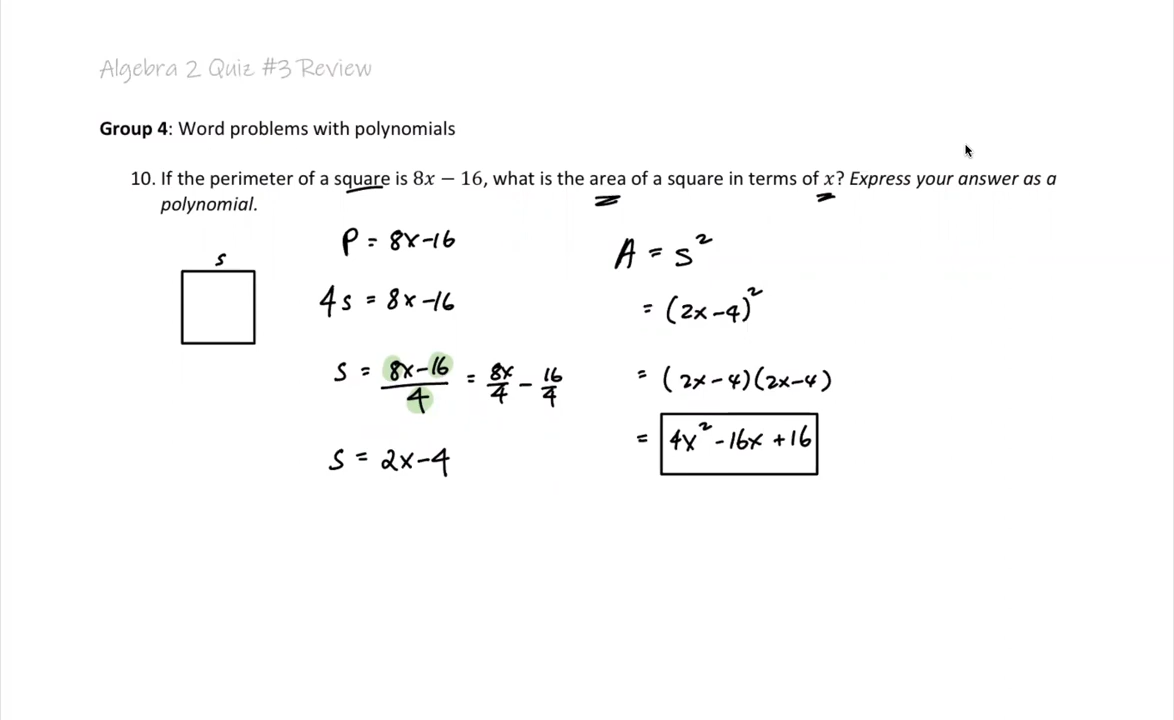 Algebra 2 Quiz #3 Review
Group 4: Word problems with polynomials
10. If the perimeter of a square is 8x − 16, what is the area of a square in terms of x? Express your answer as a
polynomial.
s
P = 8x-16
4s = 8x-16
s = 8x-16/4 = 8x/4 - 16/4
s = 2x-4
A = s²
= (2x-4)²
= (2x-4)(2x-4)
= 4x² -16x +16